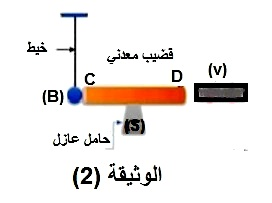 قضيب معدني
خيط
C
D
(v)
(B)
(S)
حامل عازل
الوثيقة (2)